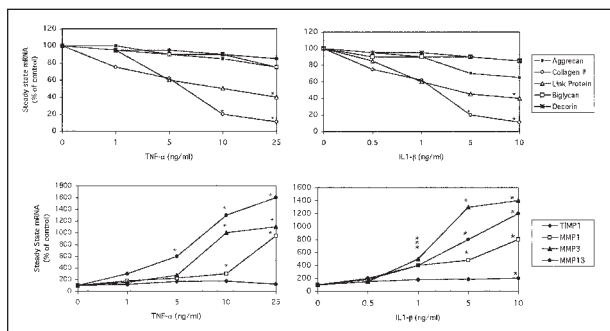 Steady state mRNA
(% of control)
120
100
80
60
40
20
0
0 1 5 10 25
TNF-α (ng/ml)
120
100
80
60
40
20
0
0 0.5 1 5 10
IL1-β (ng/ml)
Aggrecan
Collagen II
Link Protein
Biglycan
Decorin
Steady State mRNA
(% of control)
1800
1600
1400
1200
1000
800
600
400
200
0
0 1 5 10 25
TNF-α (ng/ml)
1600
1400
1200
1000
800
600
400
200
0
0 0.5 1 5 10
IL1-β (ng/ml)
TIMP1
MMP1
MMP3
MMP13